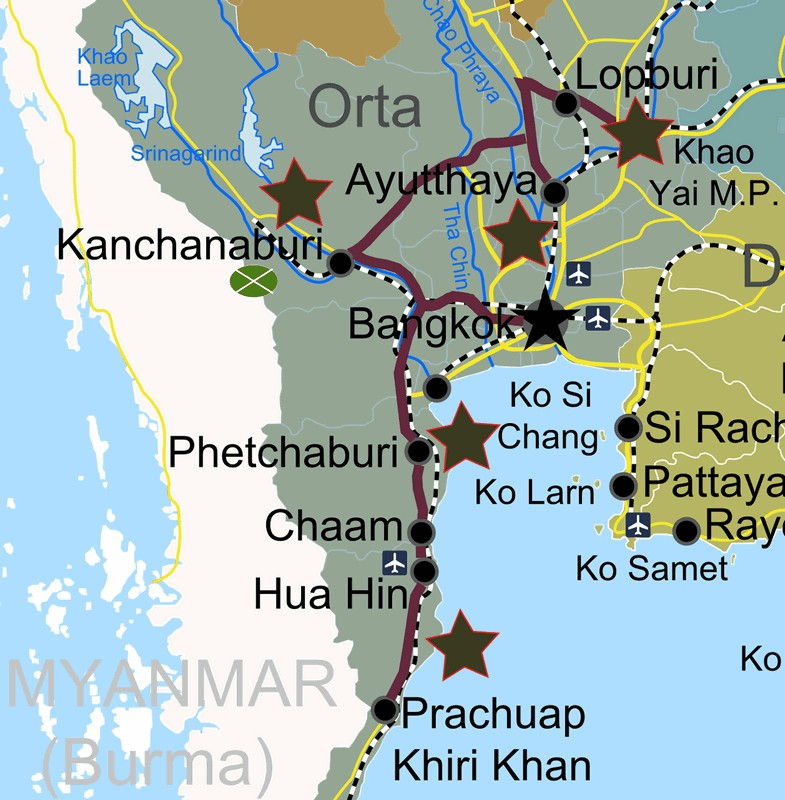 Khao
Laem
Chao Phraya
Lopburi
Orta
Srinagarind
Khao
Yai M.P.
Ayutthaya
Tha Chin
Kanchanaburi
D
Bangkok
Ko Si
Chang
Si Rach
Phetchaburi
Ko Larn
Pattaya
Chaam
Rayo
Ko Samet
Hua Hin
Ko
MYANMAR
(Burma)
Prachuap
Khiri Khan